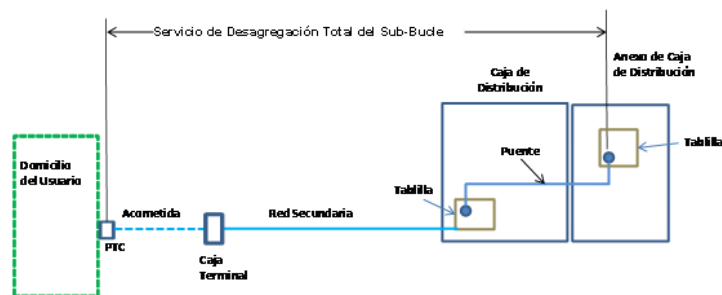 Servicio de Desagregación Total del Sub-Bucle
Anexo de Caja
de Distribución
Caja de
Distribución
Tablilla
Domicilio
del Usuario
Puente
Tablilla
Acometida
Red Secundaria
PTC
Caja
Terminal